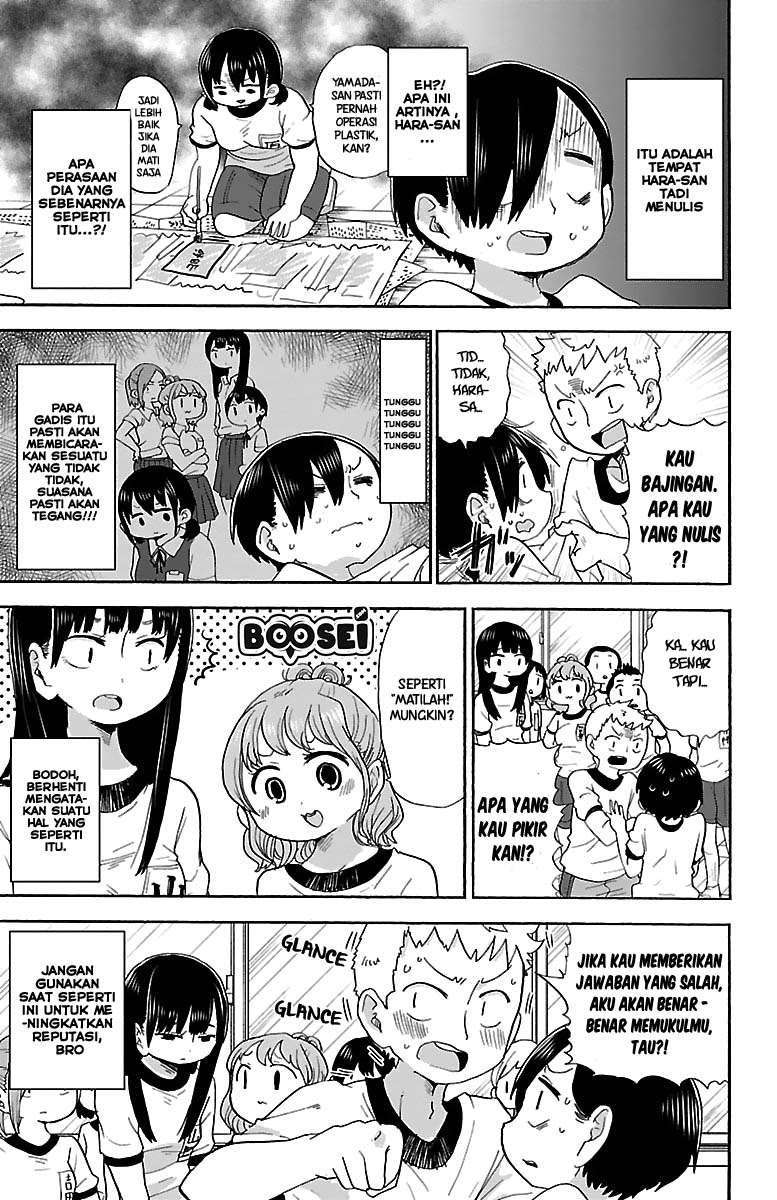 ITU ADALAH
TEMPAT
HARA-SAN
TADI
MENULIS
EH?!
APA INI
ARTINYA ,
HARA-SAN
...
YAMADA-
SAN PASTI
PERNAH
OPERASI
PLASTIK,
KAN?
JADI
LEBIH
BAIK JIKA
DIA
MATI
SAJA
APA
PERASAAN
DIA YANG
SEBENARNYA
SEPERTI
ITU...?!
TID...
TIDAK,
HARA-
SA...
KAU
BAJINGAN.
APA KAU
YANG NULIS
?!
TUNGGU
TUNGGU
TUNGGU
TUNGGU
TUNGGU
PARA
GADIS ITU
PASTI AKAN
MEMBICARA-
KAN SESUATU
YANG TIDAK
TIDAK,
SUASANA
PASTI AKAN
TEGANG!!!
KA... KAU
BENAR
TAPI...
APA YANG
KAU PIKIR
KAN!?
SEPERTI
"MATILAH!"
MUNGKIN?
BOOSEI
BODOH,
BERHENTI
MENGATA-
KAN SUATU
HAL YANG
SEPERTI
ITU.
JIKA KAU MEMBERIKAN
JAWABAN YANG SALAH,
AKU AKAN BENAR -
BENAR MEMUKULMU,
TAU?!
GLANCE
GLANCE
JANGAN
GUNAKAN
SAAT SEPERTI
INI UNTUK ME
-NINGKATKAN
REPUTASI,
BRO